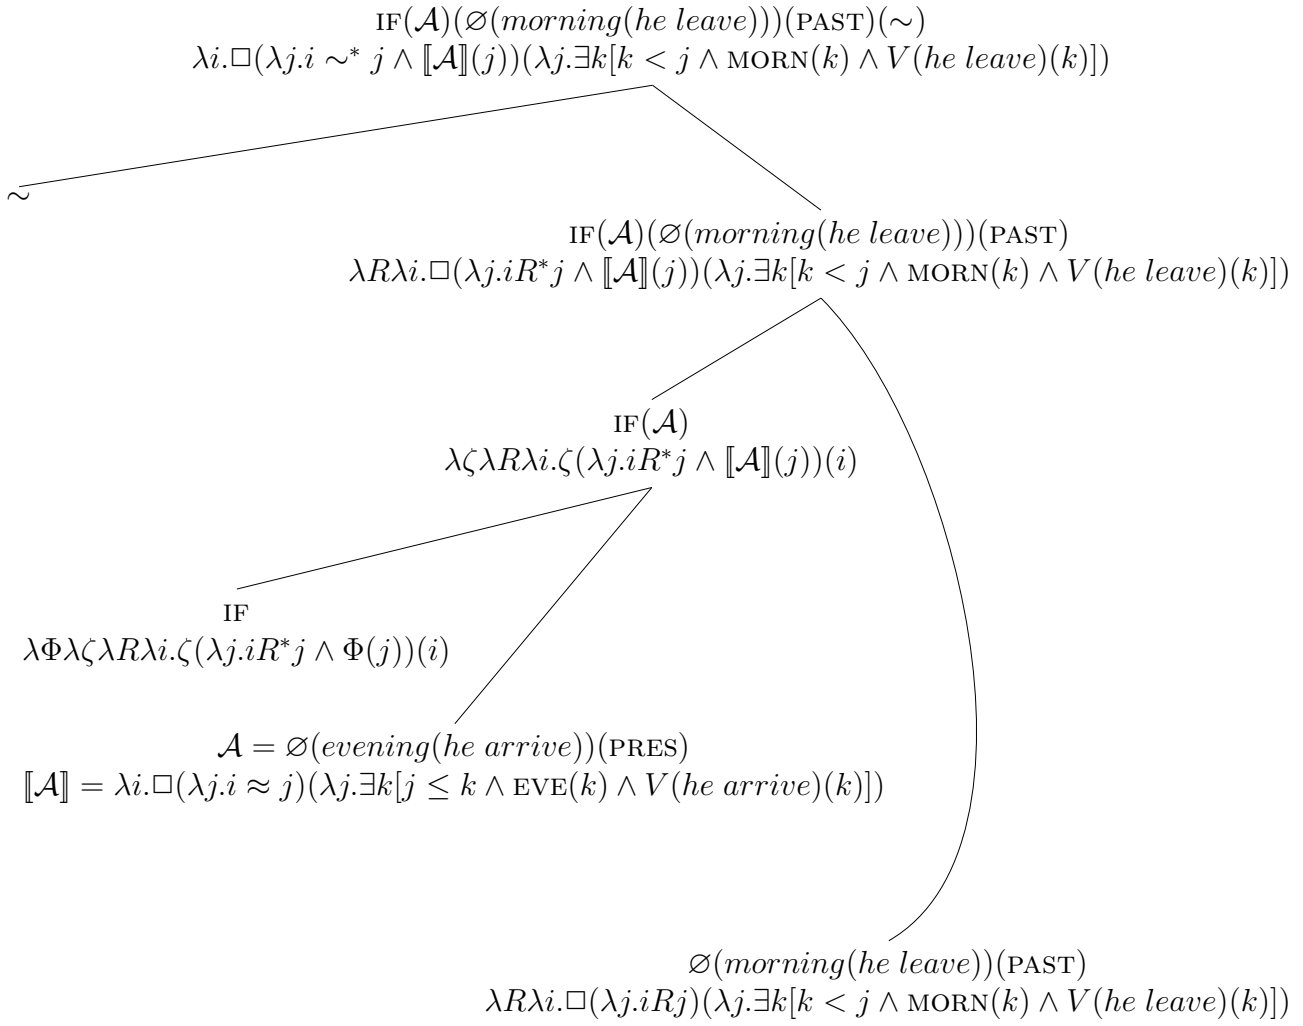 IF(𝒜)(∅(morning(he leave)))(PAST)(∼)
λi.□(λj.i ∼* j ∧ ⟦𝒜⟧(j))(λj.∃k[k < j ∧ MORN(k) ∧ V(he leave)(k)])
∼
IF(𝒜)(∅(morning(he leave)))(PAST)
λRλi.□(λj.iR*j ∧ ⟦𝒜⟧(j))(λj.∃k[k < j ∧ MORN(k) ∧ V(he leave)(k)])
IF(𝒜)
λζλRλi.ζ(λj.iR*j ∧ ⟦𝒜⟧(j))(i)
IF
λΦλζλRλi.ζ(λj.iR*j ∧ Φ(j))(i)
𝒜 = ∅(evening(he arrive))(PRES)
⟦𝒜⟧ = λi.□(λj.i ≈ j)(λj.∃k[j ≤ k ∧ EVE(k) ∧ V(he arrive)(k)])
∅(morning(he leave))(PAST)
λRλi.□(λj.iRj)(λj.∃k[k < j ∧ MORN(k) ∧ V(he leave)(k)])